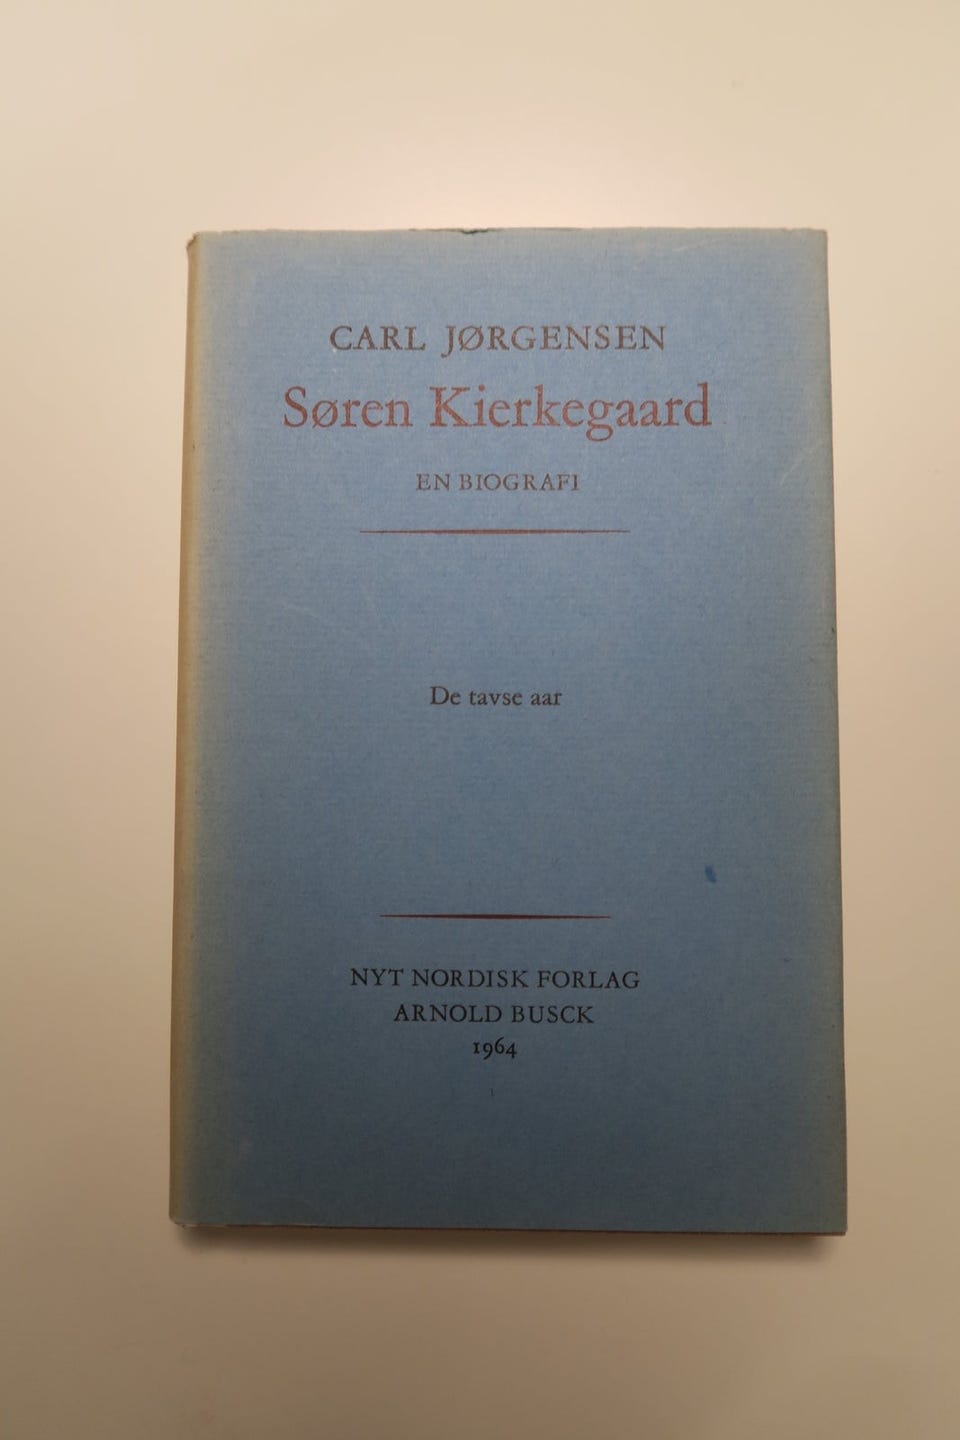 CARL JØRGENSEN
Søren Kierkegaard
EN BIOGRAFI
De tavse aar
NYT NORDISK FORLAG
ARNOLD BUSCK
1964